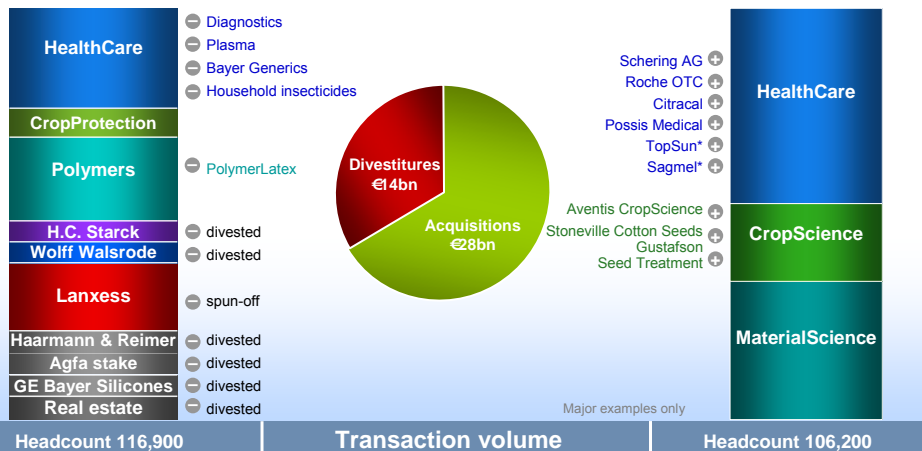 HealthCare
Diagnostics
Plasma
Bayer Generics
Household insecticides
CropProtection
Polymers
PolymerLatex
H.C. Starck
divested
Wolff Walsrode
divested
Lanxess
spun-off
Haarmann & Reimer
divested
Agfa stake
divested
GE Bayer Silicones
divested
Real estate
divested
Headcount 116,900
Divestitures
€14bn
Acquisitions
€28bn
Transaction volume
Schering AG
Roche OTC
Citracal
Possis Medical
TopSun*
Sagmel*
Aventis CropScience
Stoneville Cotton Seeds
Gustafson
Seed Treatment
Major examples only
HealthCare
CropScience
MaterialScience
Headcount 106,200